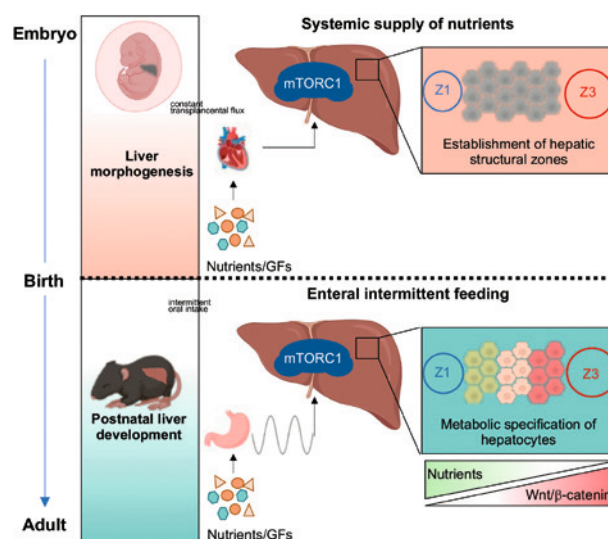 Embryo
Systemic supply of nutrients
constant
transplancental flux
Liver
morphogenesis
mTORC1
Z1
Z3
Establishment of hepatic
structural zones
Nutrients/GFs
Birth
Enteral intermittent feeding
intermittent
oral intake
mTORC1
Z1
Z3
Postnatal liver
development
Metabolic specification of
hepatocytes
Nutrients
Wnt/β-catenin
Nutrients/GFs
Adult